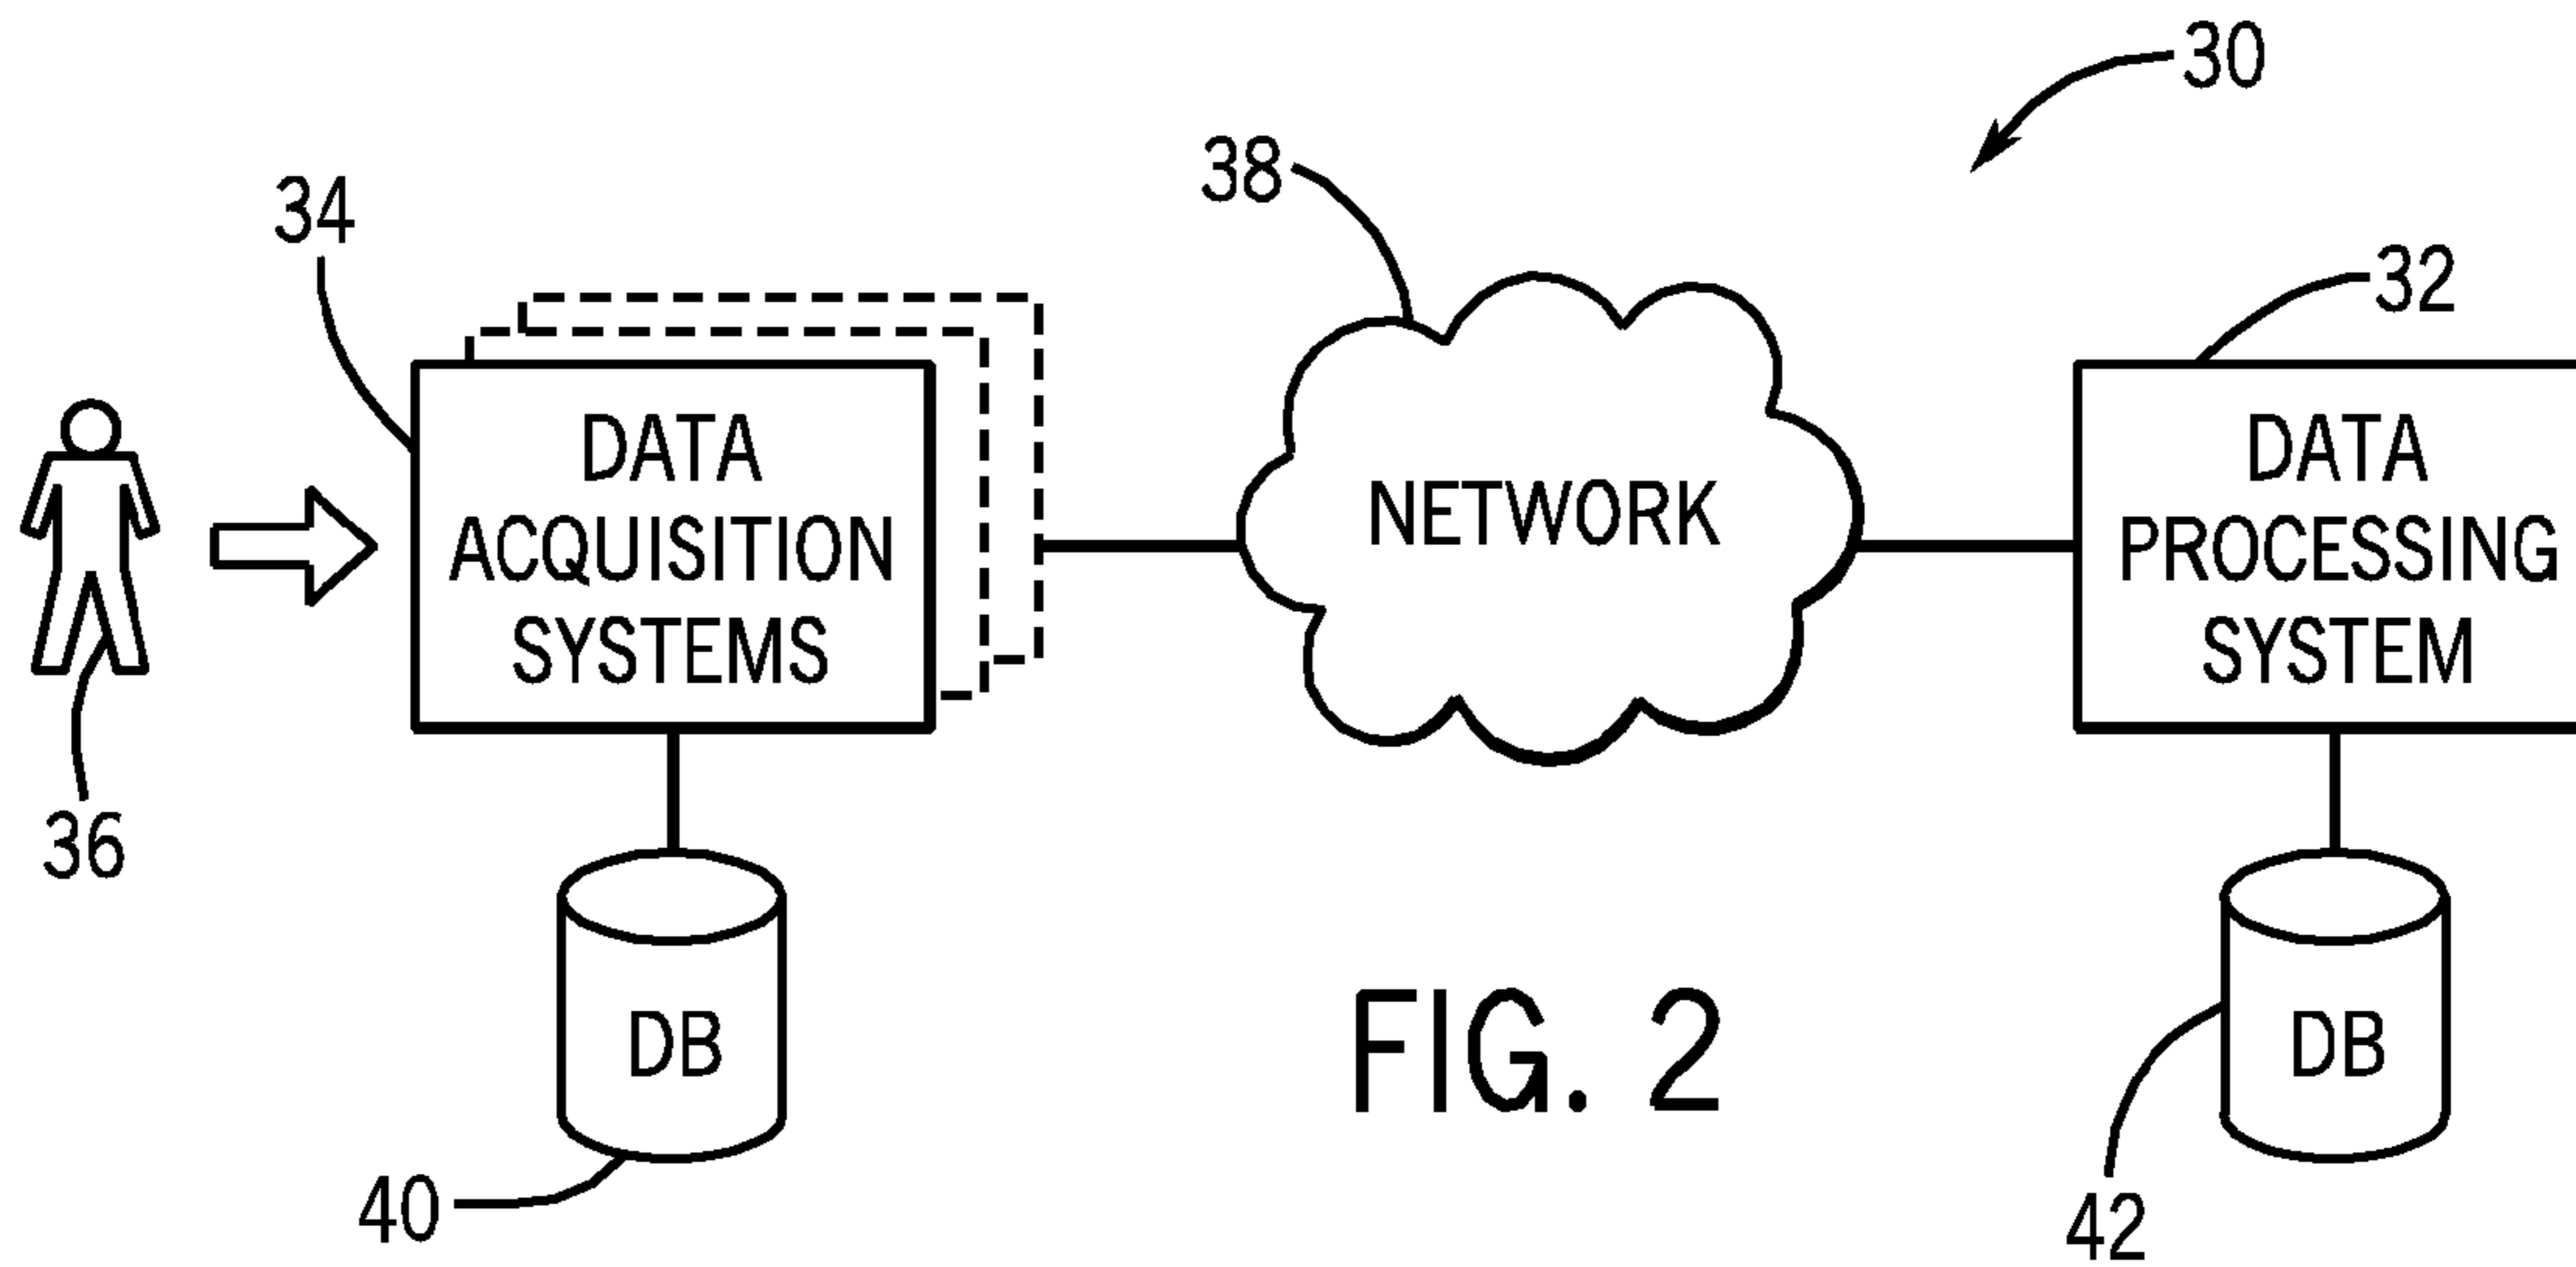 30
38
34
32
DATA
ACQUISITION
SYSTEMS
NETWORK
DATA
PROCESSING
SYSTEM
36
DB
DB
FIG. 2
40
42